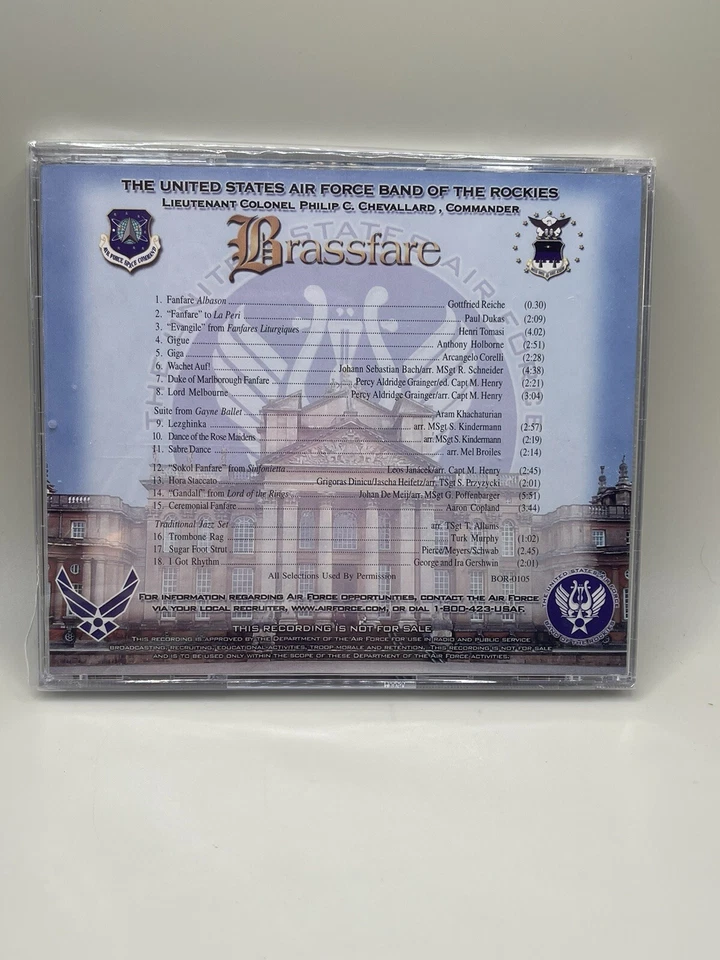 THE UNITED STATES AIR FORCE BAND OF THE ROCKIES
LIEUTENANT COLONEL PHILIP C. CHEVALLARD , COMMANDER
AIR FORCE SPACE COMMAND
Brassfare
1. Fanfare Albason Gottfried Reiche (0.30)
2. "Fanfare" to La Peri Paul Dukas (2:09)
3. "Evangile" from Fanfares Liturgiques Henri Tomasi (4.02)
4. Gigue Anthony Holborne (2:51)
5. Giga Arcangelo Corelli (2:28)
6. Wachet Auf! Johann Sebastian Bach/arr. MSgt R. Schneider (4:38)
7. Duke of Marlborough Fanfare Percy Aldridge Grainger/ed. Capt M. Henry (2:21)
8. Lord Melbourne Percy Aldridge Grainger/arr. Capt M. Henry (3:04)
Suite from Gayne Ballet Aram Khachaturian
9. Lezghinka arr. MSgt S. Kindermann (2:57)
10. Dance of the Rose Maidens arr. MSgt S. Kindermann (2:19)
11. Sabre Dance arr. Mel Broiles (2:14)
12. "Sokol Fanfare" from Sinfonietta Leos Janácek/arr. Capt M. Henry (2:45)
13. Hora Staccato Grigoras Dinicu/Jascha Heifetz/arr. TSgt S. Przyzycki (2:01)
14. "Gandalf" from Lord of the Rings Johan De Meij/arr. MSgt G. Poffenbarger (5:51)
15. Ceremonial Fanfare Aaron Copland (3:44)
Traditional Jazz Set arr. TSgt T. Allums
16. Trombone Rag Turk Murphy (1:02)
17. Sugar Foot Strut Pierce/Meyers/Schwab (2.45)
18. I Got Rhythm George and Ira Gershwin (2:01)
All Selections Used By Permission BOR-0105
FOR INFORMATION REGARDING AIR FORCE OPPORTUNITIES, CONTACT THE AIR FORCE
VIA YOUR LOCAL RECRUITER, WWW.AIRFORCE.COM, OR DIAL 1-800-423-USAF.
THIS RECORDING IS NOT FOR SALE
THIS RECORDING IS APPROVED BY THE DEPARTMENT OF THE AIR FORCE FOR USE IN RADIO AND PUBLIC SERVICE
BROADCASTING, RECRUITING, EDUCATIONAL ACTIVITIES, TROOP MORALE AND RETENTION. THIS RECORDING IS NOT FOR SALE
AND IS TO BE USED ONLY WITHIN THE SCOPE OF THESE DEPARTMENT OF THE AIR FORCE ACTIVITIES.